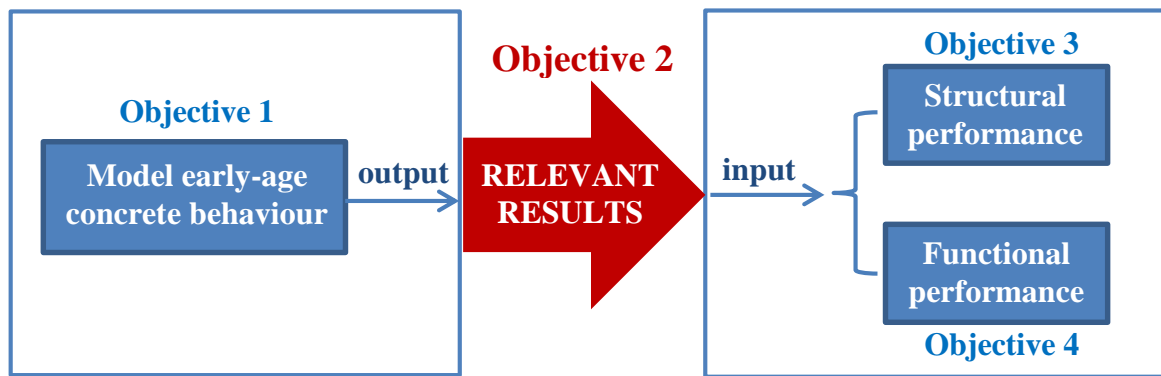 Objective 1
Model early-age
concrete behaviour
output
Objective 2
RELEVANT
RESULTS
input
Objective 3
Structural
performance
Functional
performance
Objective 4